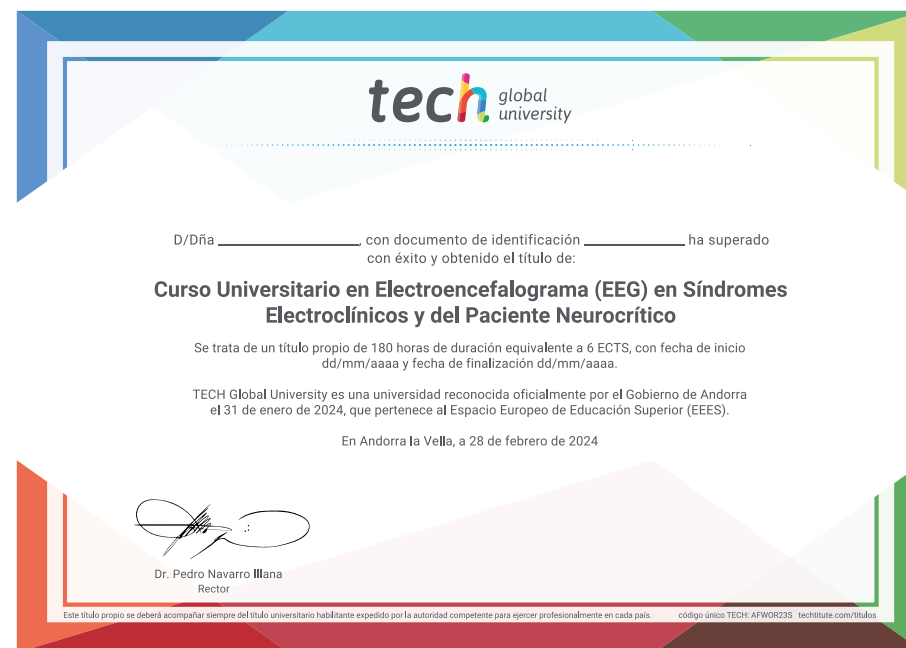 tech global university
D/Dña ____________________, con documento de identificación ______________ ha superado
con éxito y obtenido el título de:
Curso Universitario en Electroencefalograma (EEG) en Síndromes
Electroclínicos y del Paciente Neurocrítico
Se trata de un título propio de 180 horas de duración equivalente a 6 ECTS, con fecha de inicio
dd/mm/aaaa y fecha de finalización dd/mm/aaaa.
TECH Global University es una universidad reconocida oficialmente por el Gobierno de Andorra
el 31 de enero de 2024, que pertenece al Espacio Europeo de Educación Superior (EEES).
En Andorra la Vella, a 28 de febrero de 2024
Dr. Pedro Navarro Illana
Rector
Este título propio se deberá acompañar siempre del título universitario habilitante expedido por la autoridad competente para ejercer profesionalmente en cada país. código único TECH: AFWOR23S techtitute.com/titulos